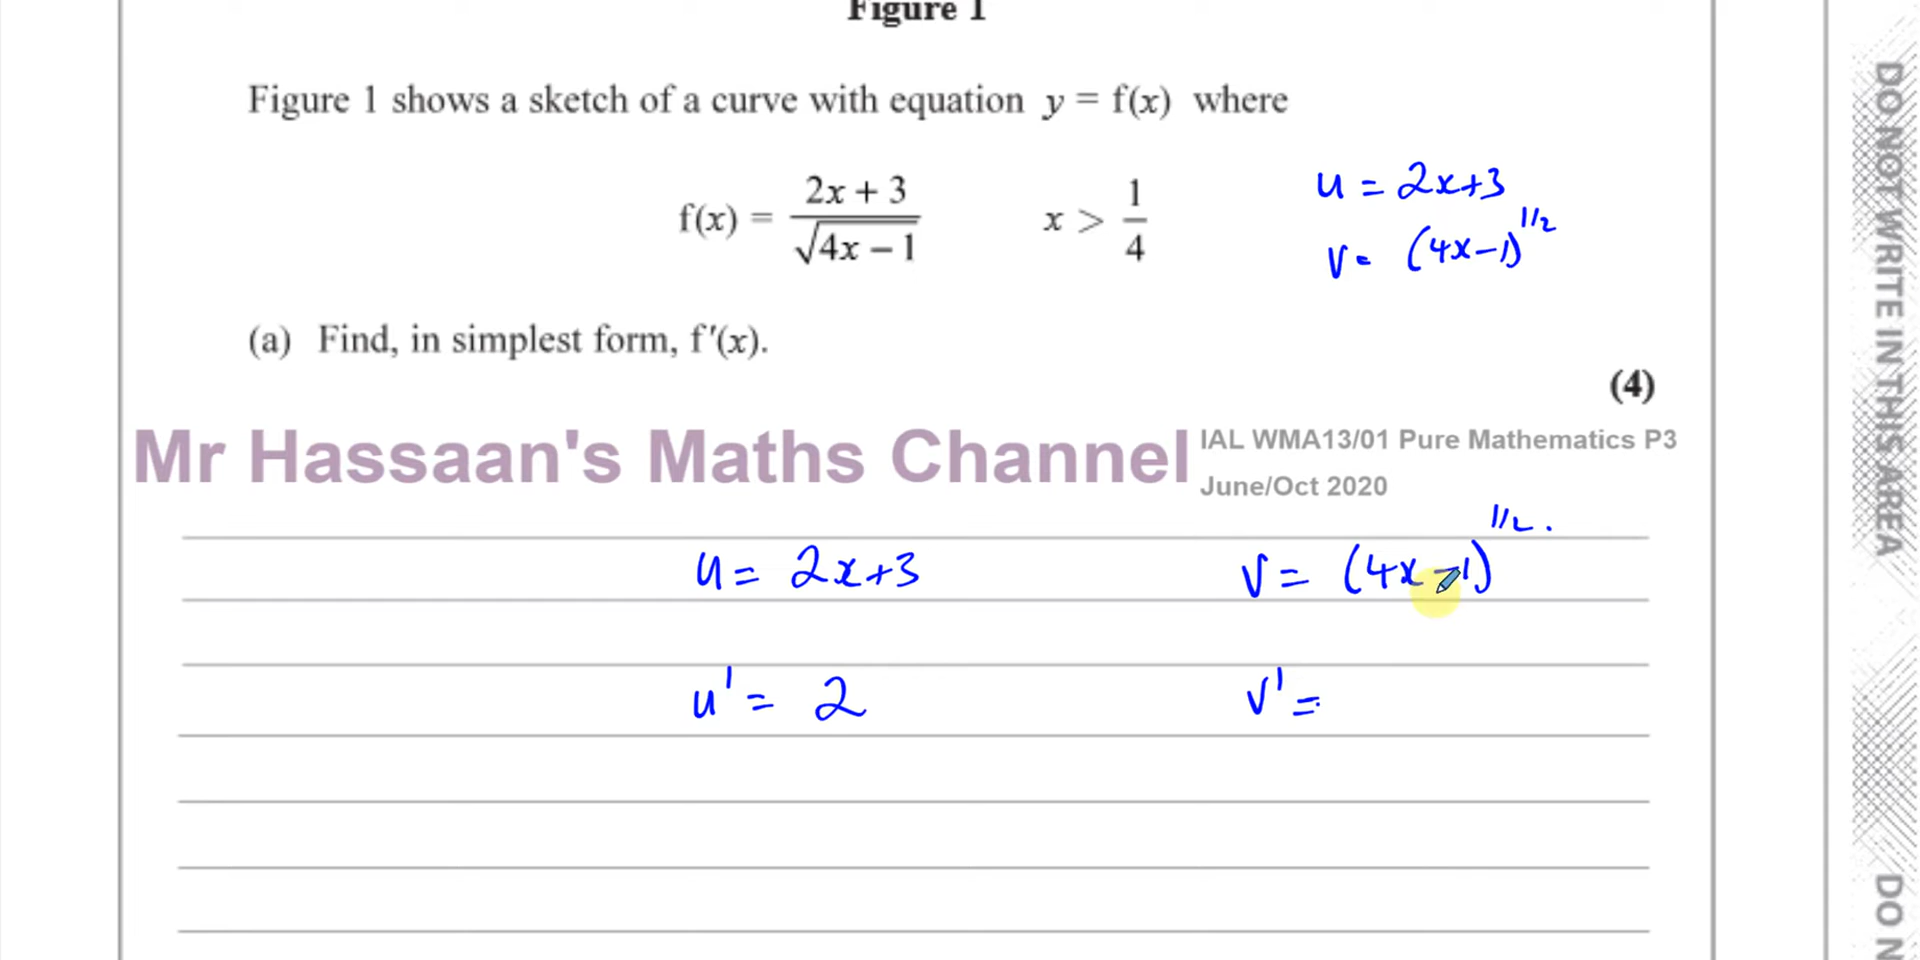 Figure 1
Figure 1 shows a sketch of a curve with equation y = f(x) where
f(x) = (2x + 3)/√(4x − 1)   x > 1/4
u = 2x+3
v = (4x−1)^1/2
(a) Find, in simplest form, f′(x).
(4)
Mr Hassaan's Maths Channel
IAL WMA13/01 Pure Mathematics P3
June/Oct 2020
u = 2x+3   v = (4x−1)^1/2.
u' = 2   v' =
DO NOT WRITE IN THIS AREA
DO N